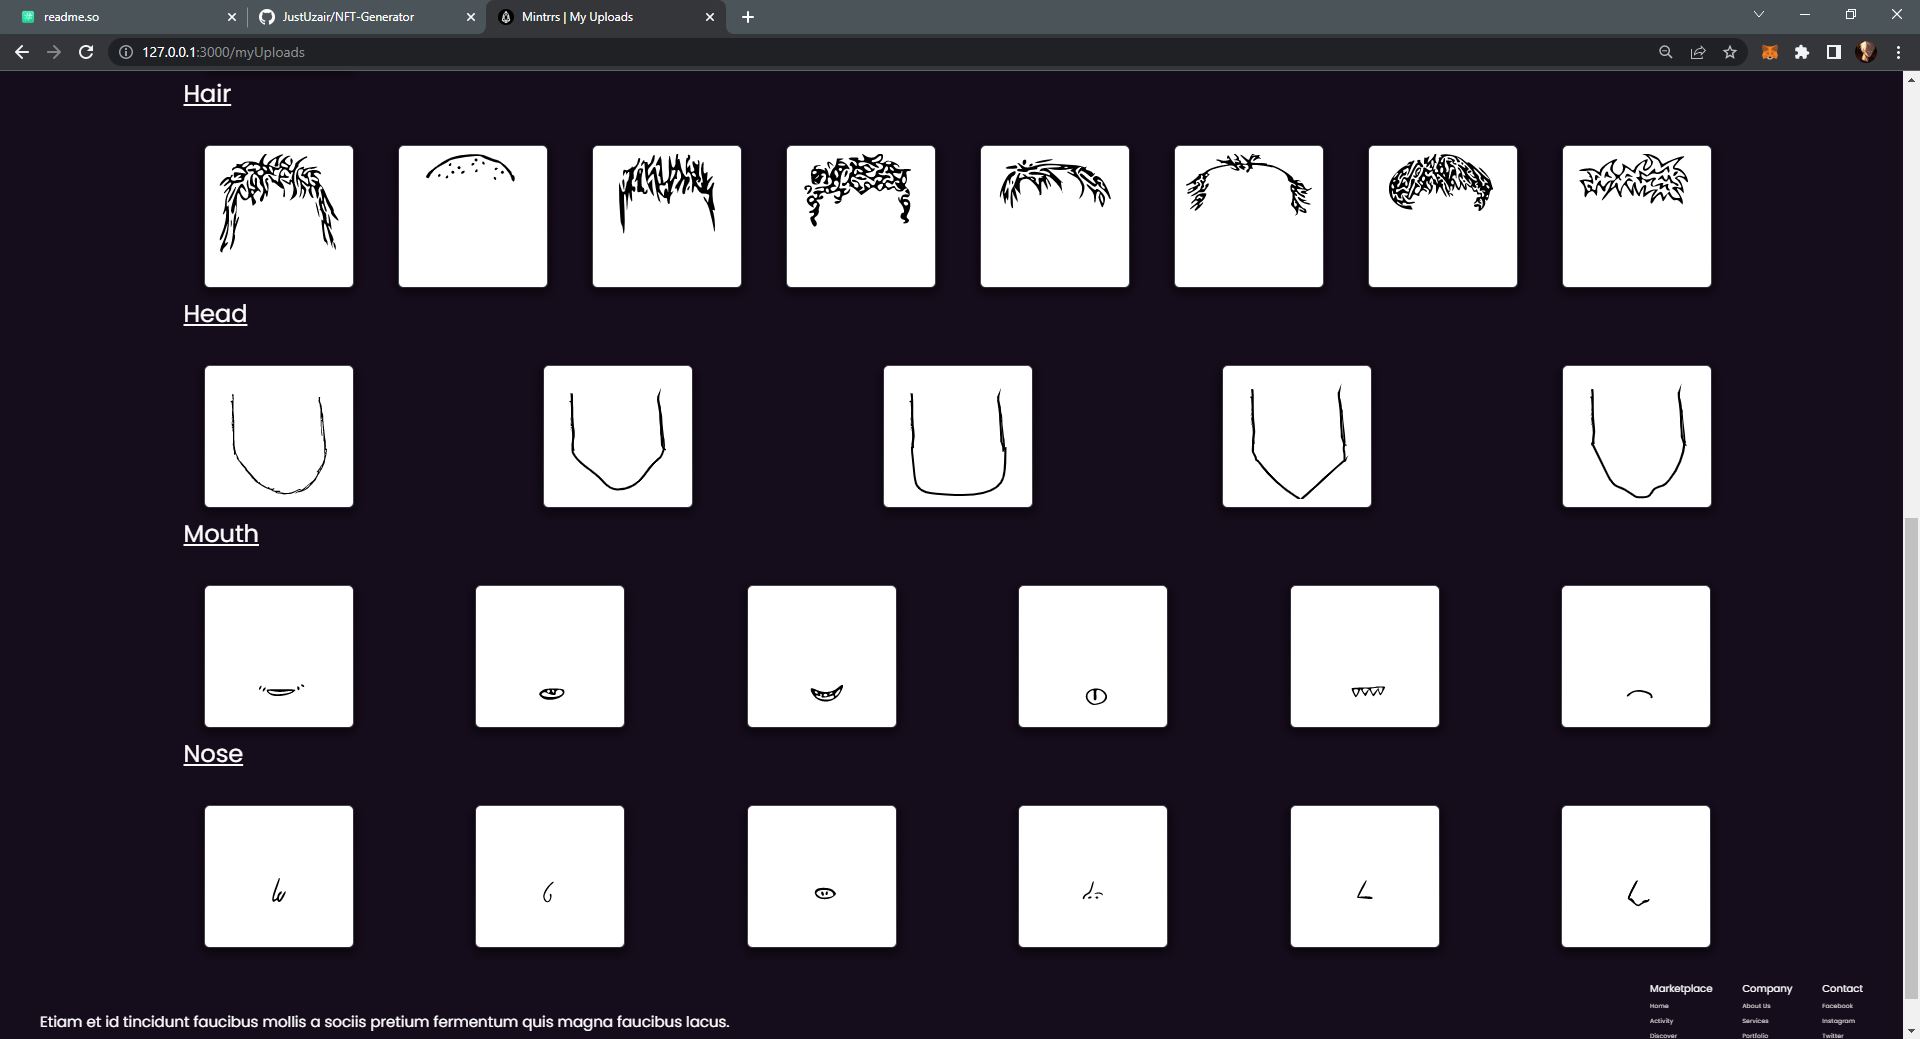 readme.so
JustUzair/NFT-Generator
Mintrrs | My Uploads
127.0.0.1:3000/myUploads
Hair
Head
Mouth
Nose
Etiam et id tincidunt faucibus mollis a sociis pretium fermentum quis magna faucibus lacus.
Marketplace
Home
Activity
Discover
Company
About Us
Services
Portfolio
Contact
Facebook
Instagram
Twitter